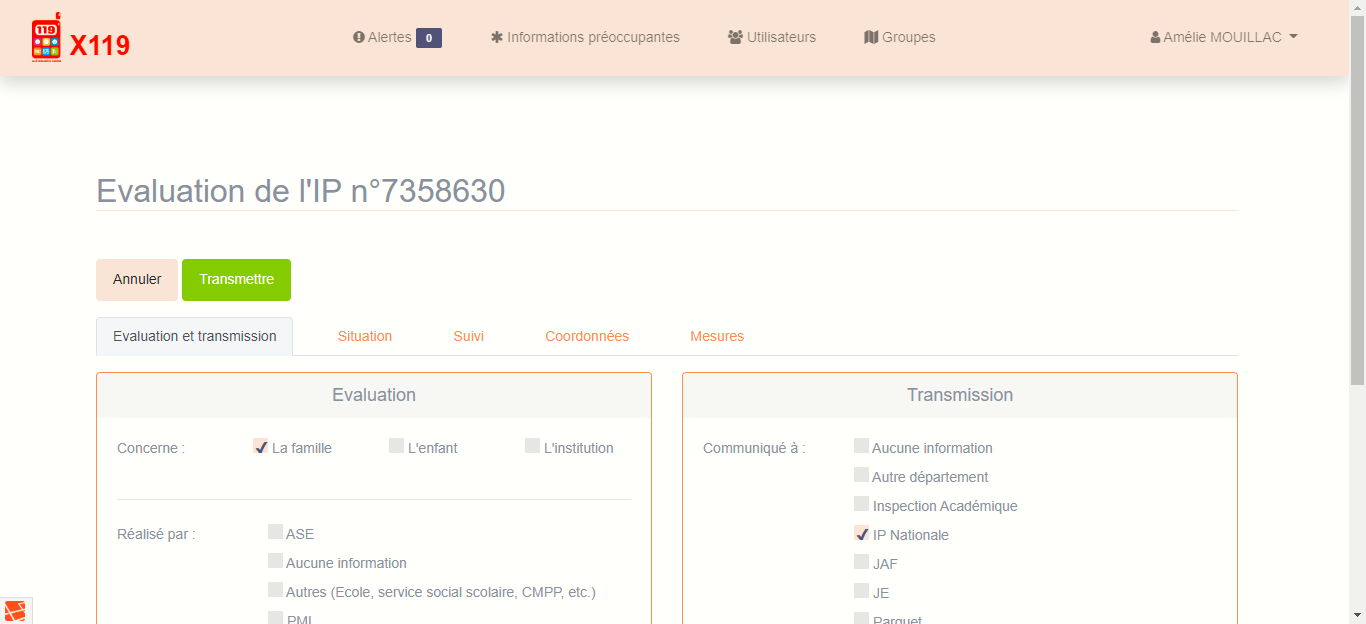 119
X119
Alertes 0
Informations préoccupantes
Utilisateurs
Groupes
Amélie MOUILLAC
Evaluation de l'IP n°7358630
Annuler
Transmettre
Evaluation et transmission
Situation
Suivi
Coordonnées
Mesures
Evaluation
Concerne :
La famille
L'enfant
L'institution
Réalisé par :
ASE
Aucune information
Autres (Ecole, service social scolaire, CMPP, etc.)
PMI
Transmission
Communiqué à :
Aucune information
Autre département
Inspection Académique
IP Nationale
JAF
JE
Parquet